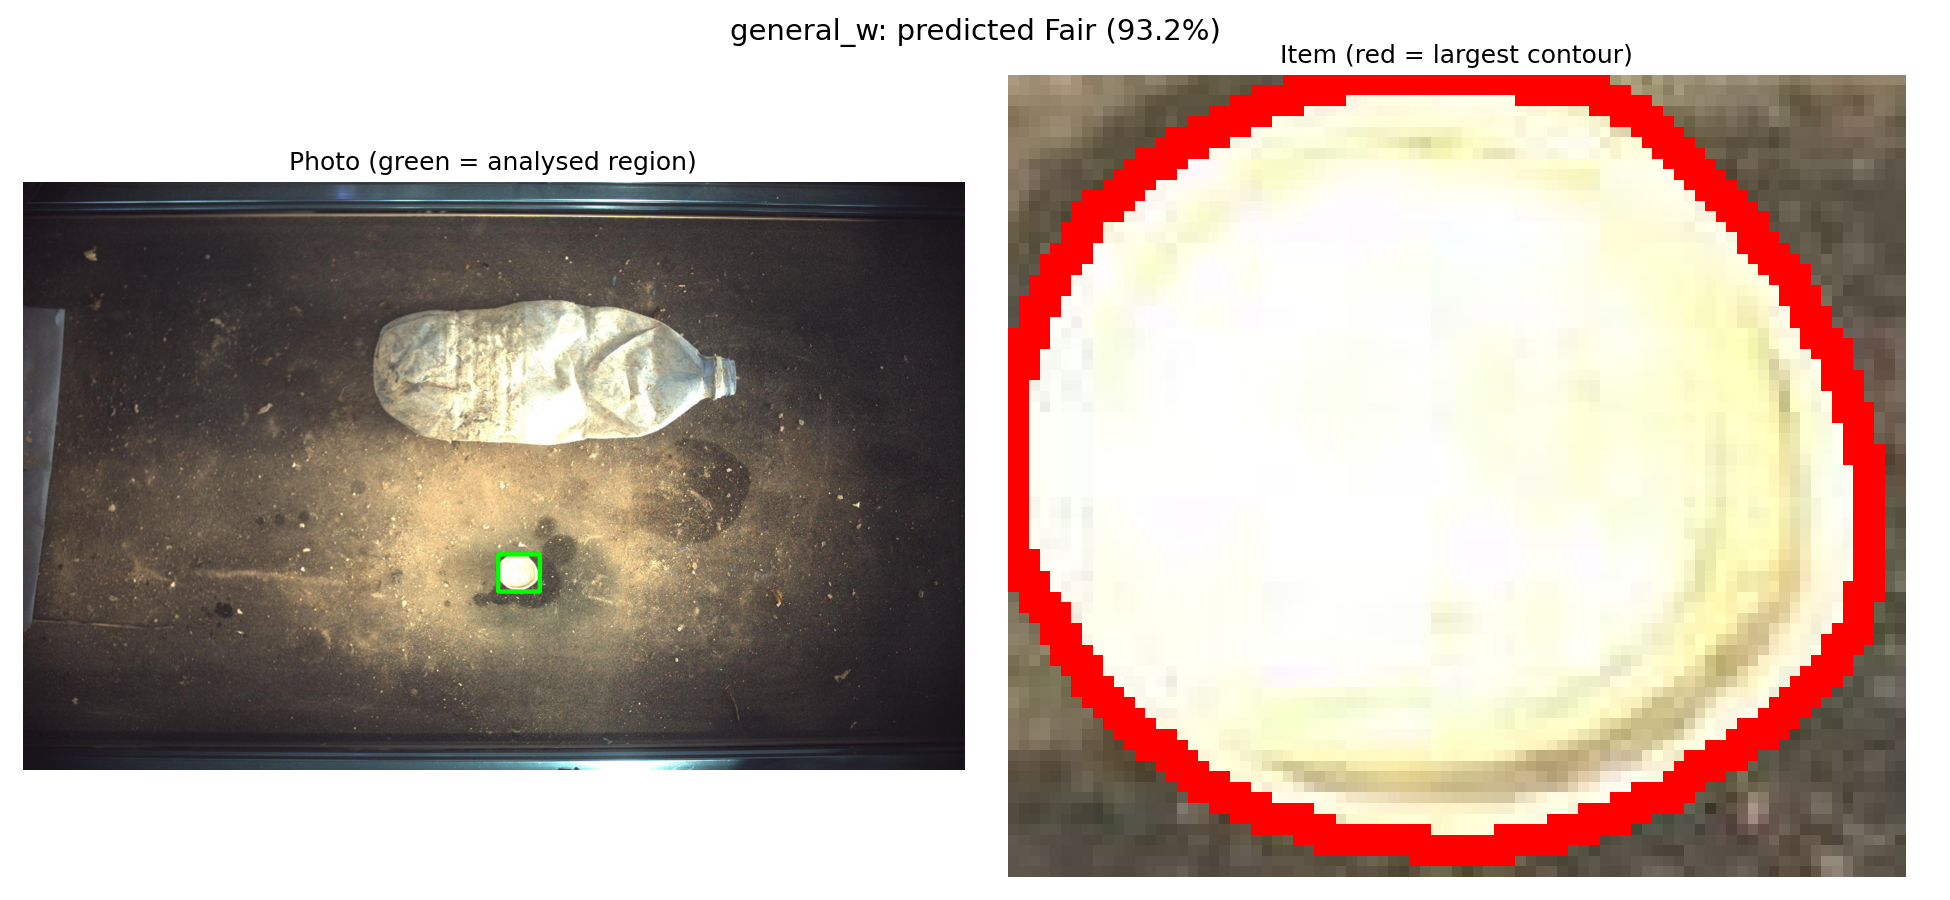 general_w: predicted Fair (93.2%)
Photo (green = analysed region)
Item (red = largest contour)